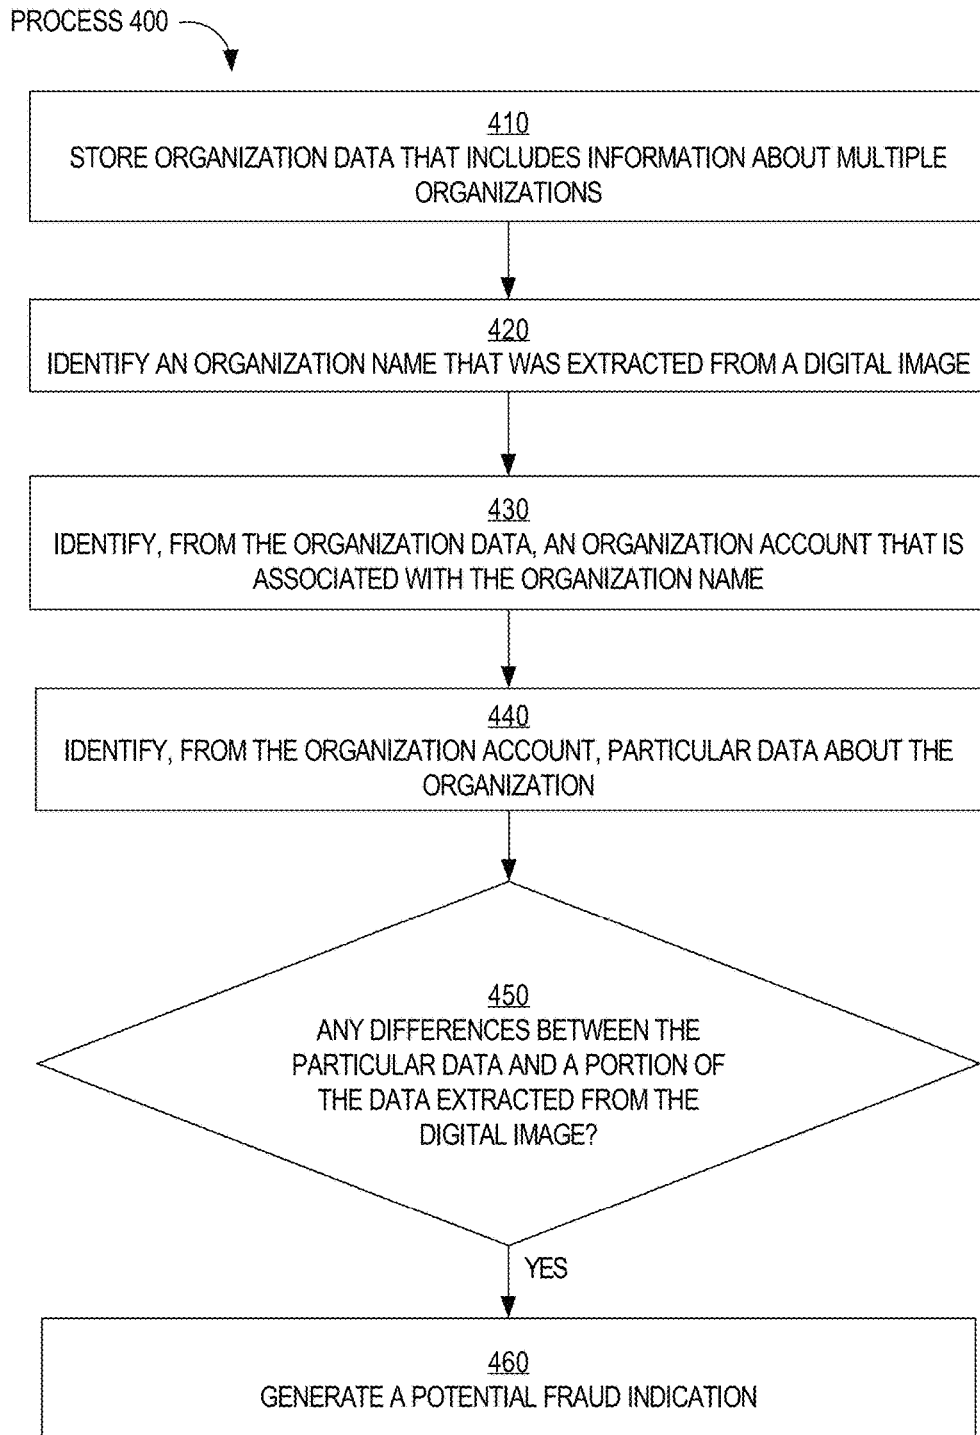 PROCESS 400
410
STORE ORGANIZATION DATA THAT INCLUDES INFORMATION ABOUT MULTIPLE
ORGANIZATIONS
420
IDENTIFY AN ORGANIZATION NAME THAT WAS EXTRACTED FROM A DIGITAL IMAGE
430
IDENTIFY, FROM THE ORGANIZATION DATA, AN ORGANIZATION ACCOUNT THAT IS
ASSOCIATED WITH THE ORGANIZATION NAME
440
IDENTIFY, FROM THE ORGANIZATION ACCOUNT, PARTICULAR DATA ABOUT THE
ORGANIZATION
450
ANY DIFFERENCES BETWEEN THE
PARTICULAR DATA AND A PORTION OF
THE DATA EXTRACTED FROM THE
DIGITAL IMAGE?
YES
460
GENERATE A POTENTIAL FRAUD INDICATION